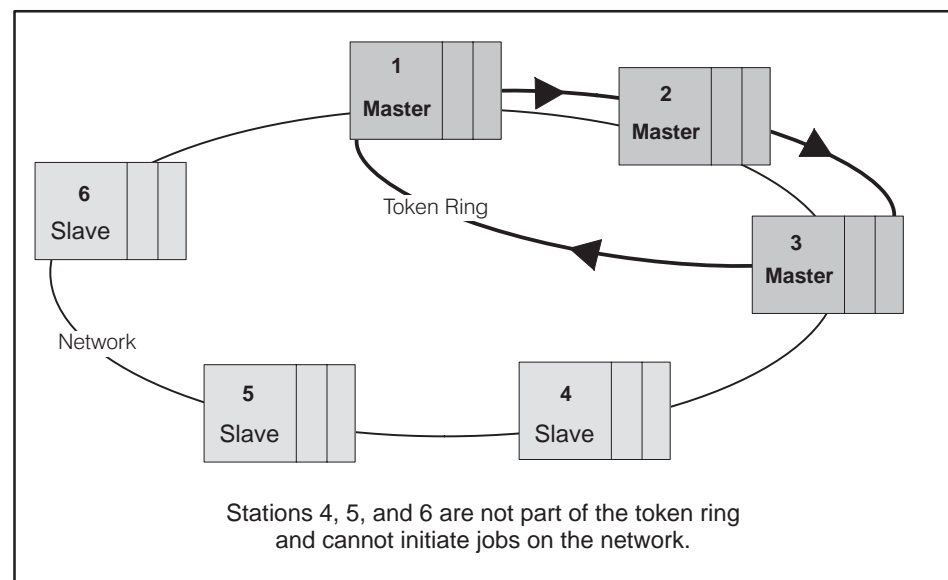 1
Master
2
Master
Token Ring
6
Slave
3
Master
Network
5
Slave
4
Slave
Stations 4, 5, and 6 are not part of the token ring
and cannot initiate jobs on the network.